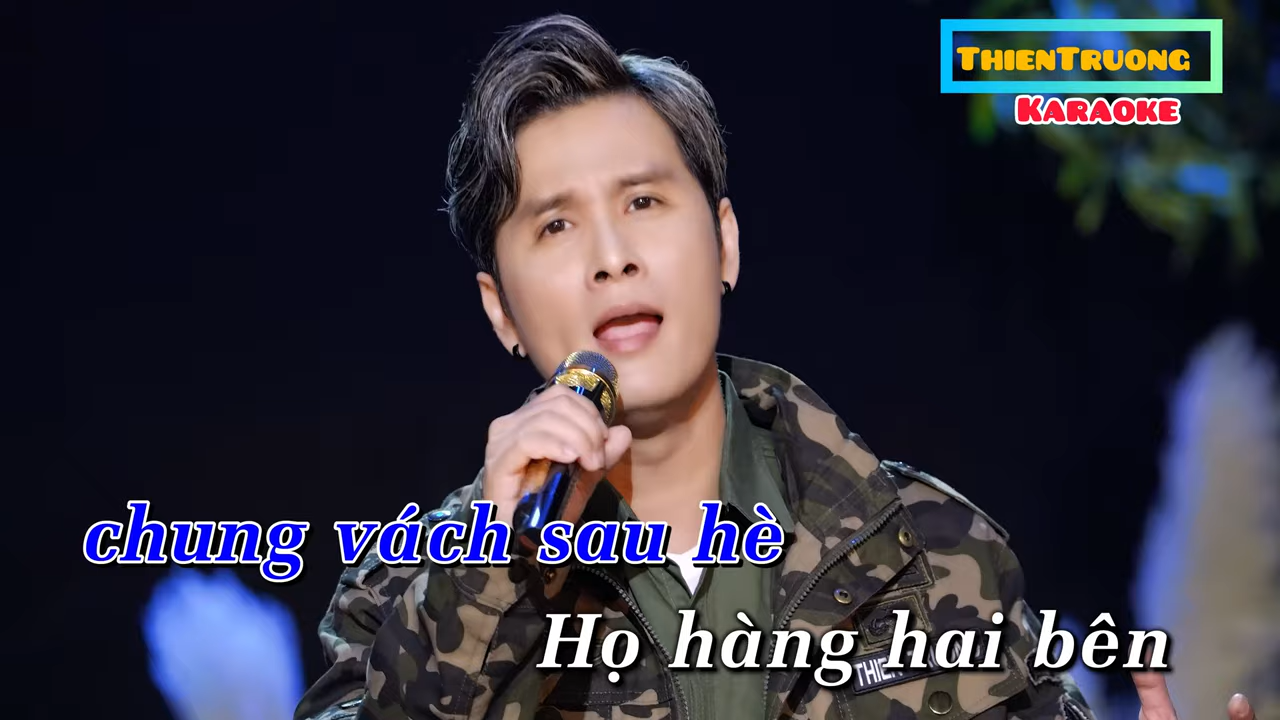 THIENTRUONG
KARAOKE
chung vách sau hè
Họ hàng hai bên